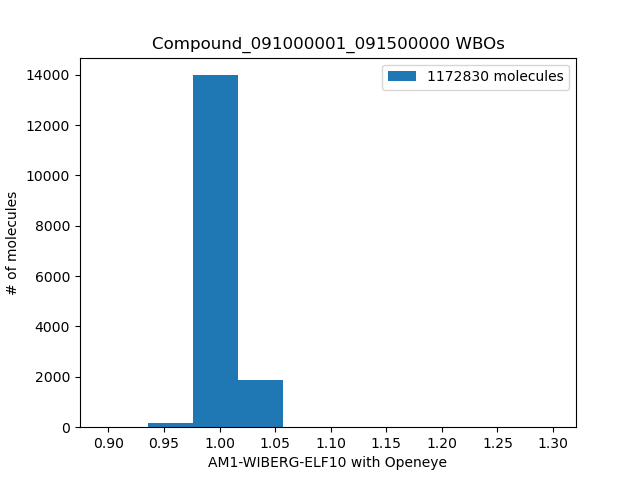 Compound_091000001_091500000 WBOs
1172830 molecules
14000
12000
10000
8000
6000
4000
2000
0
# of molecules
0.90 0.95 1.00 1.05 1.10 1.15 1.20 1.25 1.30
AM1-WIBERG-ELF10 with Openeye